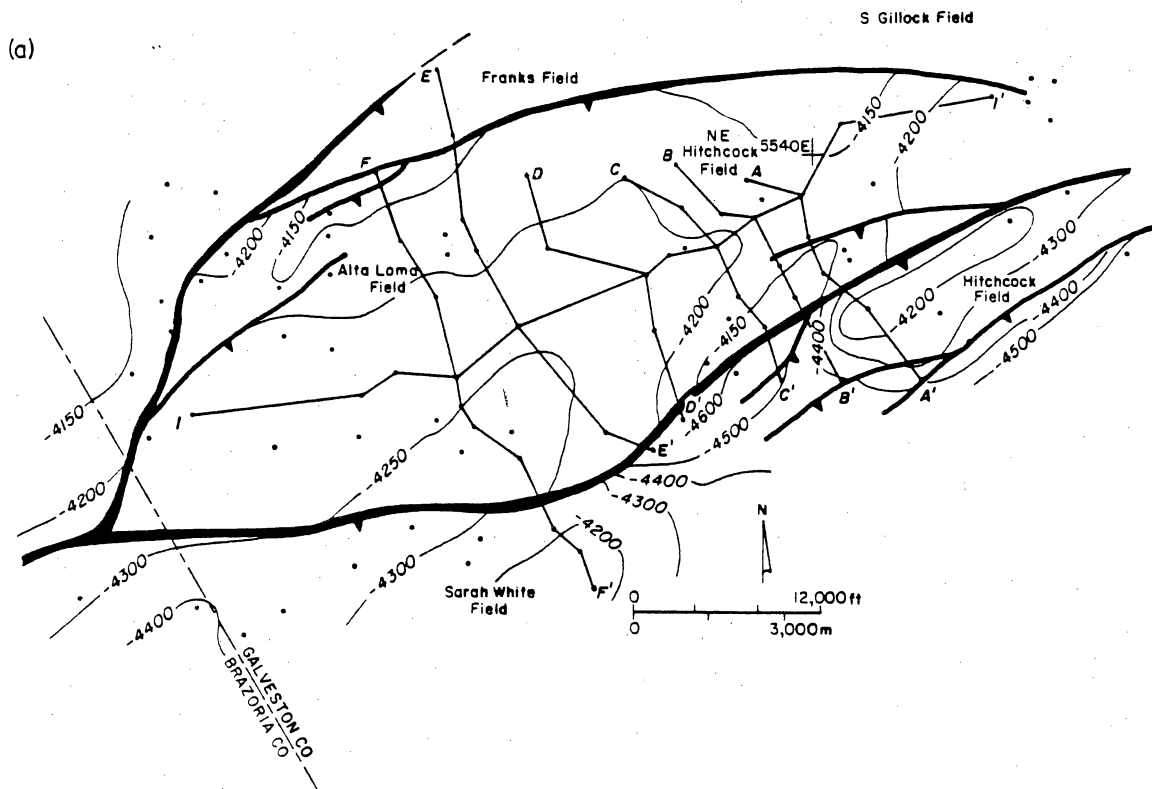 S Gillock Field
(a)
E
Franks Field
-4150
I'
-4200
NE
Hitchcock
Field
5540E
B
A
C
D
F
-4200
-4150
Alta Loma
Field
-4300
Hitchcock
Field
-4200
-4400
-4500
-4200
-4150
-4400
I
C'
B'
A'
D'
-4600
-4500
E'
-4150
-4250
-4400
-4300
-4200
-4200
N
-4300
-4300
Sarah White
Field
F'
0 12,000 ft
0 3,000 m
-4400
GALVESTON CO
BRAZORIA CO